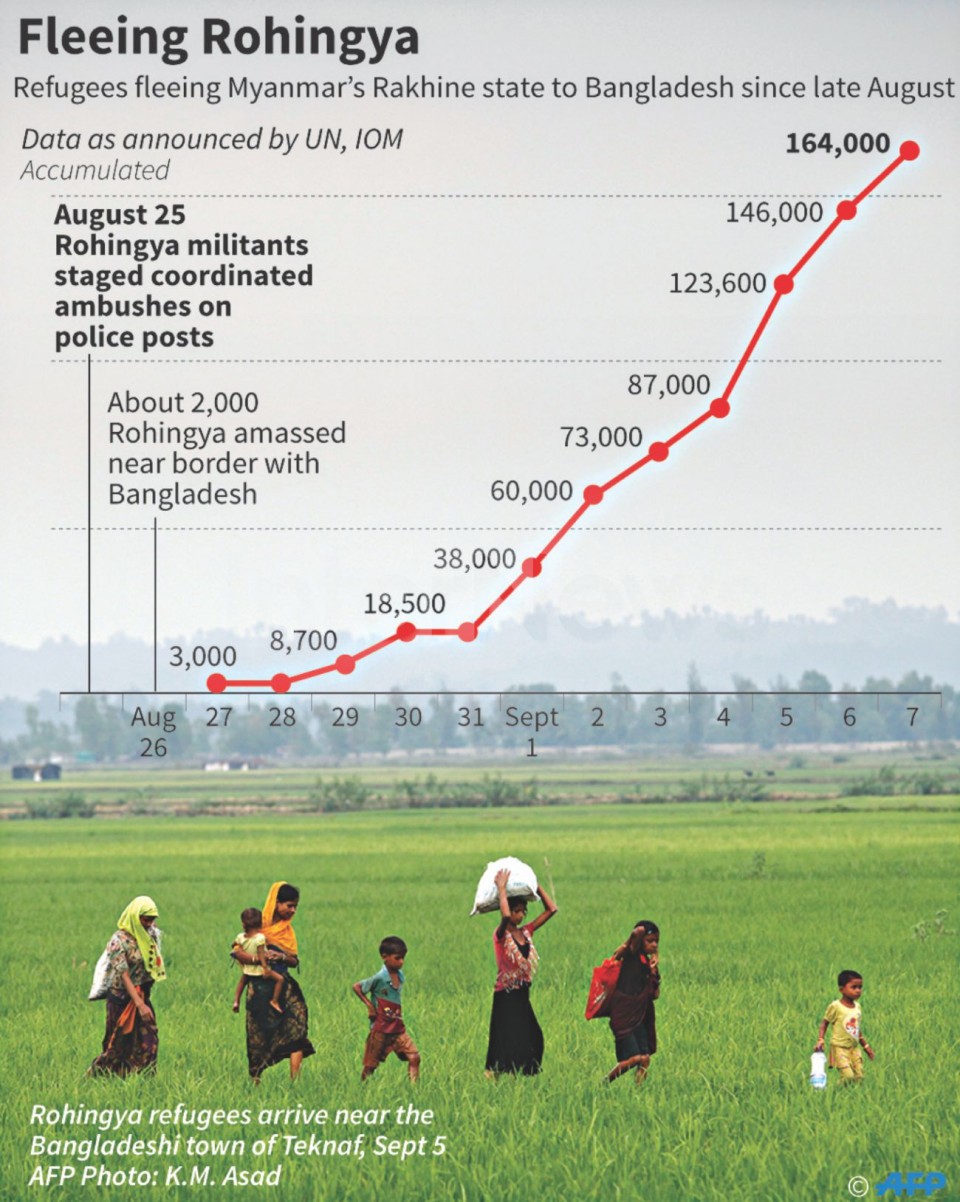 Fleeing Rohingya
Refugees fleeing Myanmar's Rakhine state to Bangladesh since late August
Data as announced by UN, IOM
Accumulated
August 25
Rohingya militants
staged coordinated
ambushes on
police posts
About 2,000
Rohingya amassed
near border with
Bangladesh
164,000
146,000
123,600
87,000
73,000
60,000
38,000
18,500
8,700
3,000
Aug 27 28 29 30 31 Sept 2 3 4 5 6 7
26 1
Rohingya refugees arrive near the
Bangladeshi town of Teknaf, Sept 5
AFP Photo: K.M. Asad
© AFP